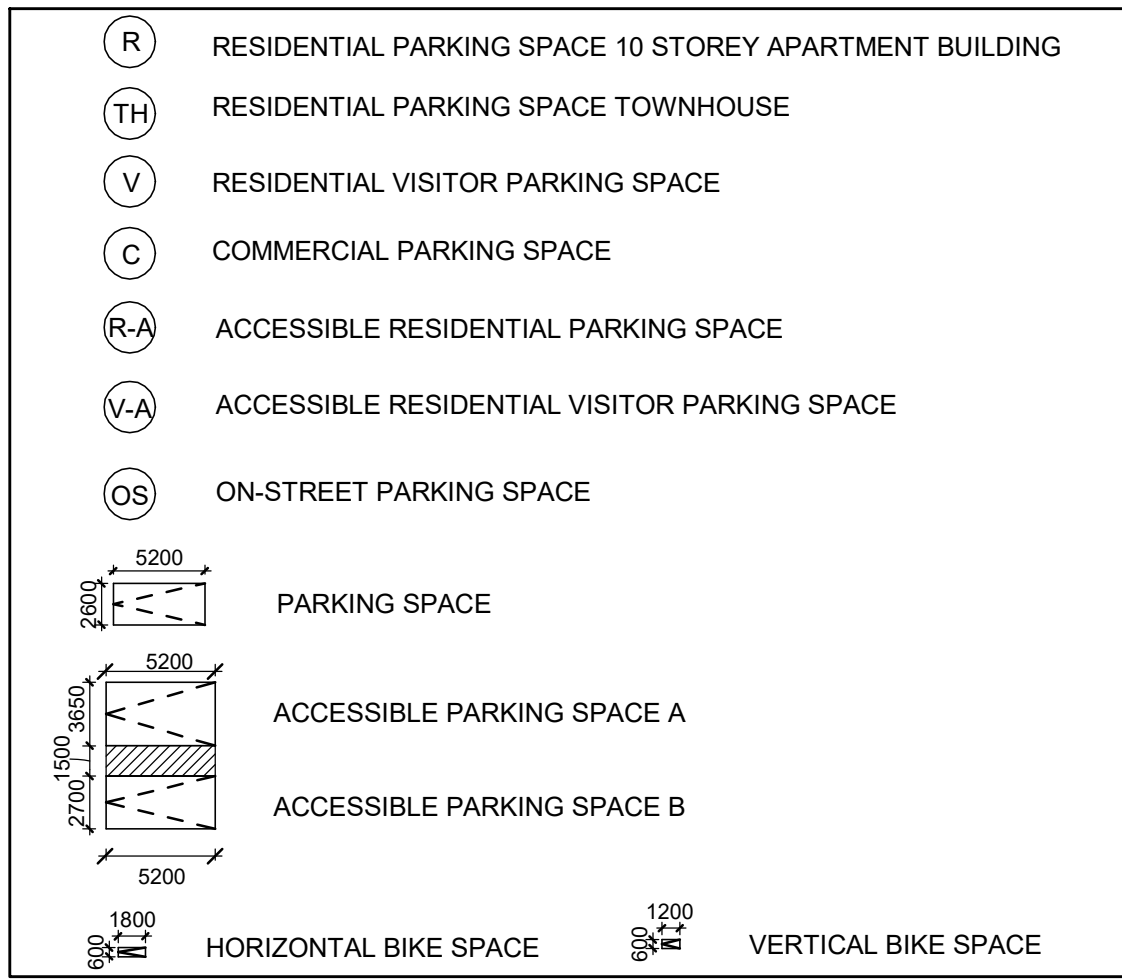 R RESIDENTIAL PARKING SPACE 10 STOREY APARTMENT BUILDING
TH RESIDENTIAL PARKING SPACE TOWNHOUSE
V RESIDENTIAL VISITOR PARKING SPACE
C COMMERCIAL PARKING SPACE
R-A ACCESSIBLE RESIDENTIAL PARKING SPACE
V-A ACCESSIBLE RESIDENTIAL VISITOR PARKING SPACE
OS ON-STREET PARKING SPACE
5200
2600 PARKING SPACE
5200
3650 ACCESSIBLE PARKING SPACE A
1500
2700 ACCESSIBLE PARKING SPACE B
5200
1800
600 M HORIZONTAL BIKE SPACE
1200
600 M VERTICAL BIKE SPACE